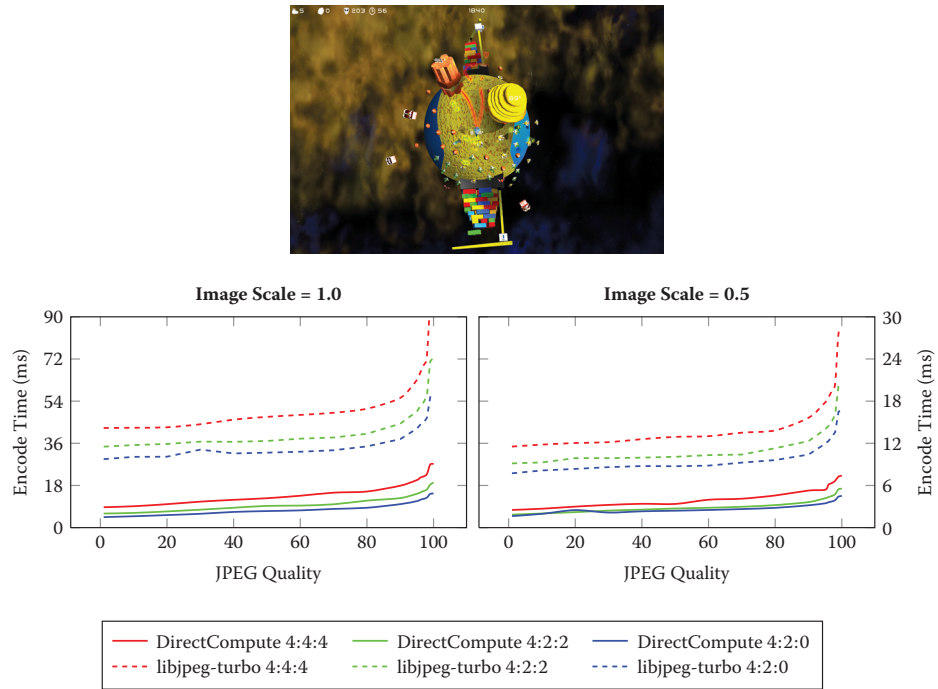 5 0 203 56 1840
Image Scale = 1.0
Image Scale = 0.5
Encode Time (ms)
90
72
54
36
18
0
0 20 40 60 80 100
JPEG Quality
30
24
18
12
6
0
Encode Time (ms)
0 20 40 60 80 100
JPEG Quality
DirectCompute 4:4:4 DirectCompute 4:2:2 DirectCompute 4:2:0
libjpeg-turbo 4:4:4 libjpeg-turbo 4:2:2 libjpeg-turbo 4:2:0